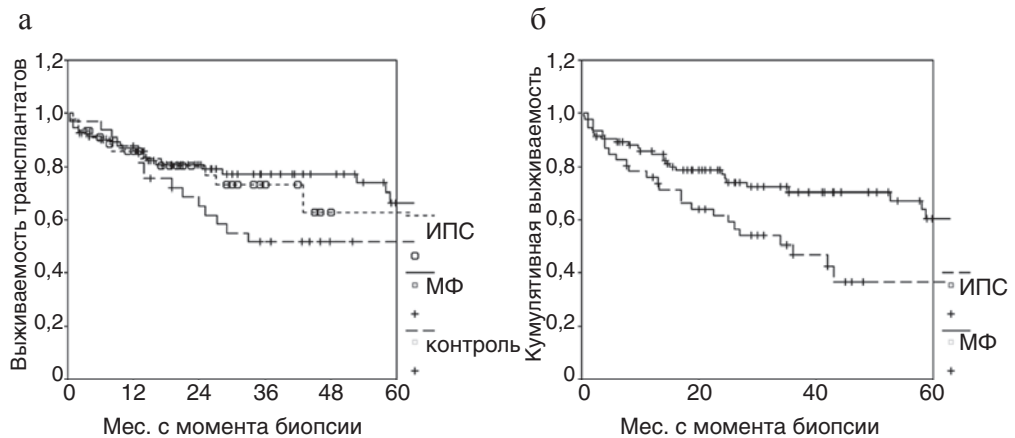 а
Выживаемость трансплантатов
1,2
1,0
0,8
0,6
0,4
0,2
0
0 12 24 36 48 60
Мес. с момента биопсии
ИПС
МФ
контроль
б
Кумулятивная выживаемость
1,2
1,0
0,8
0,6
0,4
0,2
0
0 20 40 60
Мес. с момента биопсии
ИПС
МФ